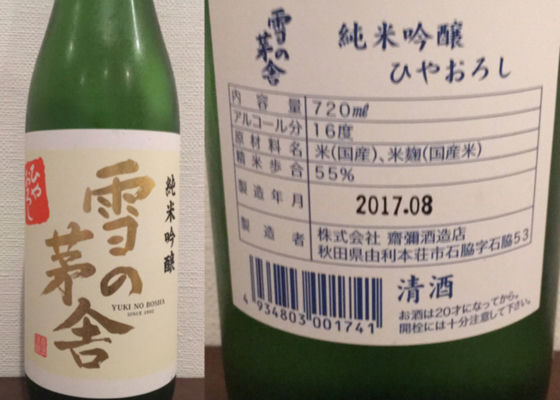 雪の茅舎
純米吟醸
ひやおろし
YUKI NO BOSHA
SINCE 1902
雪の茅舎
純米吟醸
ひやおろし
内容量 720ml
アルコール分 16度
原材料名 米(国産)、米麹(国産米)
精米歩合 55%
製造年月 2017.08
製造者 株式会社 齋彌酒造店
秋田県由利本荘市石脇字石脇53
清酒
お酒は20才になってから。
開栓には十分注意して下さい。
4 934803 001741